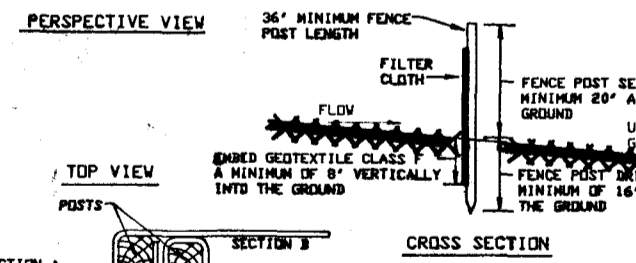 PERSPECTIVE VIEW
36" MINIMUM FENCE
POST LENGTH
FILTER
CLOTH
FLOW
FENCE POST SE
MINIMUM 20" A
GROUND
U
G
EMBED GEOTEXTILE CLASS F
A MINIMUM OF 8" VERTICALLY
INTO THE GROUND
FENCE POST DRI
MINIMUM OF 16"
THE GROUND
TOP VIEW
POSTS
SECTION B
CROSS SECTION